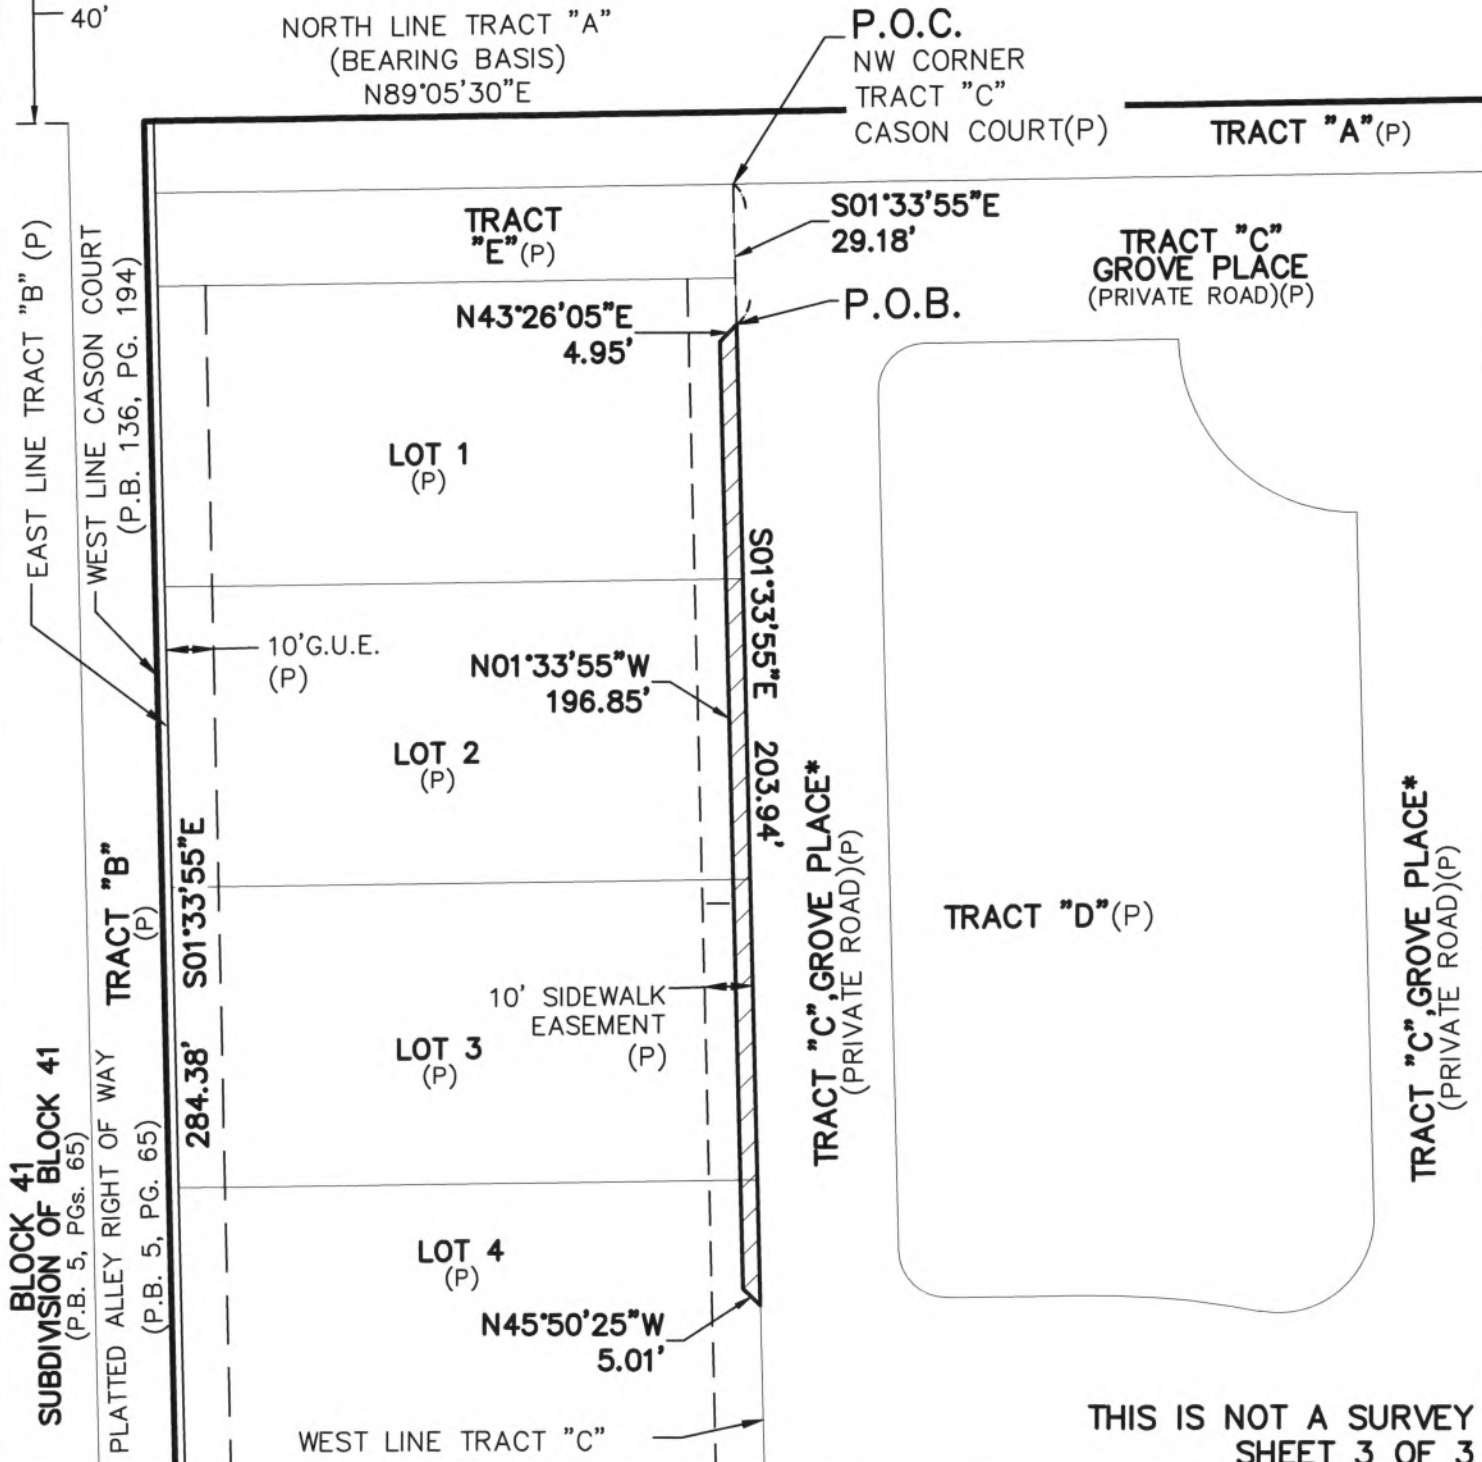 40'
NORTH LINE TRACT "A"
(BEARING BASIS)
N89°05'30"E
P.O.C.
NW CORNER
TRACT "C"
CASON COURT(P)
TRACT "A"(P)
EAST LINE TRACT "B" (P)
WEST LINE CASON COURT
(P.B. 136, PG. 194)
TRACT
"E"(P)
S01°33'55"E
29.18'
TRACT "C"
GROVE PLACE
(PRIVATE ROAD)(P)
N43°26'05"E
4.95'
P.O.B.
LOT 1
(P)
S01°33'55"E 203.94'
10'G.U.E.
(P)
N01°33'55"W
196.85'
LOT 2
(P)
TRACT "B"
(P)
284.38' S01°33'55"E
TRACT "C",GROVE PLACE*
(PRIVATE ROAD)(P)
TRACT "D"(P)
TRACT "C",GROVE PLACE*
(PRIVATE ROAD)(P)
10' SIDEWALK
EASEMENT
(P)
LOT 3
(P)
BLOCK 41
SUBDIVISION OF BLOCK 41
(P.B. 5, PGs. 65)
PLATTED ALLEY RIGHT OF WAY
(P.B. 5, PG. 65)
LOT 4
(P)
N45°50'25"W
5.01'
WEST LINE TRACT "C"
THIS IS NOT A SURVEY
SHEET 3 OF 3